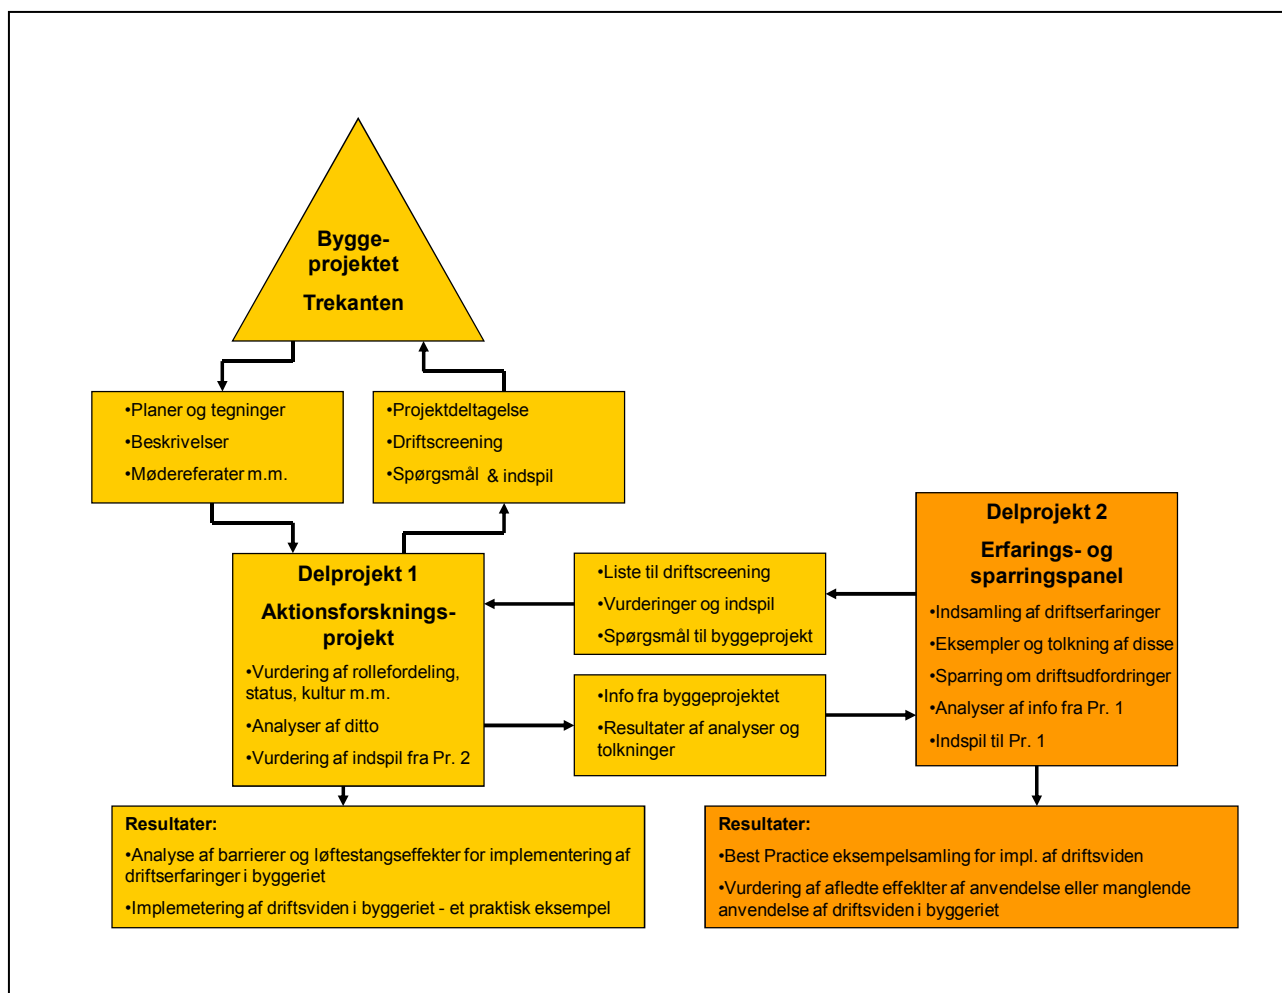 Bygge-
projektet
Trekanten
•Planer og tegninger
•Beskrivelser
•Mødereferater m.m.
•Projektdeltagelse
•Driftscreening
•Spørgsmål & indspil
Delprojekt 1
Aktionsforsknings-
projekt
•Vurdering af rollefordeling,
status, kultur m.m.
•Analyser af ditto
•Vurdering af indspil fra Pr. 2
•Liste til driftscreening
•Vurderinger og indspil
•Spørgsmål til byggeprojekt
•Info fra byggeprojektet
•Resultater af analyser og
tolkninger
Delprojekt 2
Erfarings- og
sparringspanel
•Indsamling af driftserfaringer
•Eksempler og tolkning af disse
•Sparring om driftsudfordringer
•Analyser af info fra Pr. 1
•Indspil til Pr. 1
Resultater:
•Analyse af barrierer og løftestangseffekter for implementering af
driftserfaringer i byggeriet
•Implemetering af driftsviden i byggeriet - et praktisk eksempel
Resultater:
•Best Practice eksempelsamling for impl. af driftsviden
•Vurdering af afledte effeklter af anvendelse eller manglende
anvendelse af driftsviden i byggeriet